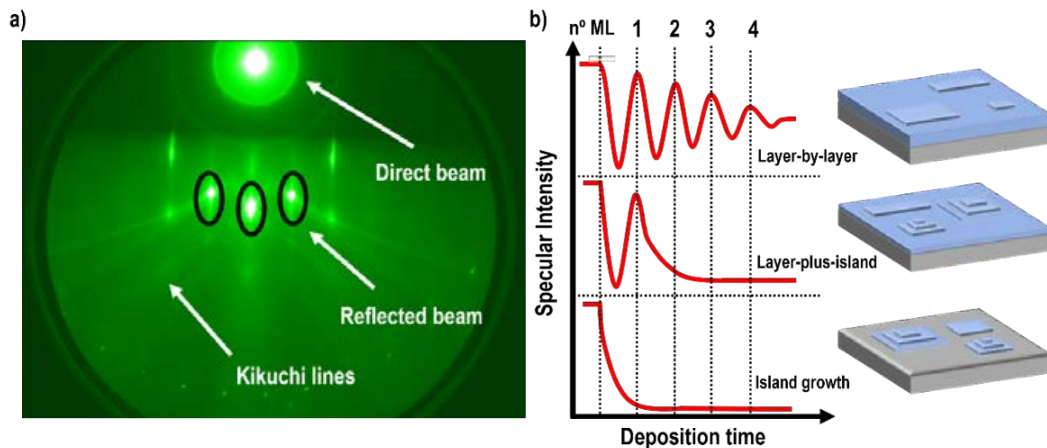 a)
Direct beam
Reflected beam
Kikuchi lines
b)
nº ML 1 2 3 4
Specular Intensity
Layer-by-layer
Layer-plus-island
Island growth
Deposition time